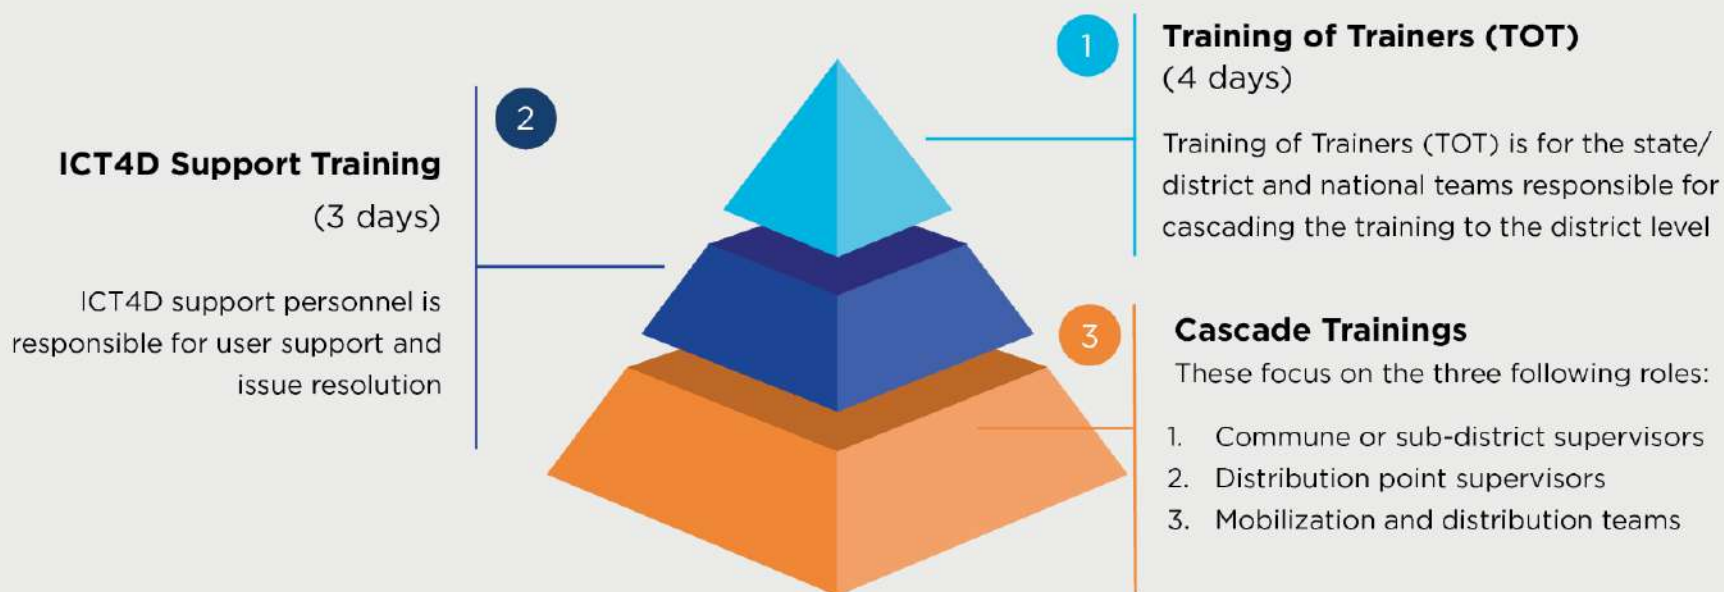 1
Training of Trainers (TOT)
(4 days)
Training of Trainers (TOT) is for the state/
district and national teams responsible for
cascading the training to the district level
2
ICT4D Support Training
(3 days)
ICT4D support personnel is
responsible for user support and
issue resolution
3
Cascade Trainings
These focus on the three following roles:
1. Commune or sub-district supervisors
2. Distribution point supervisors
3. Mobilization and distribution teams